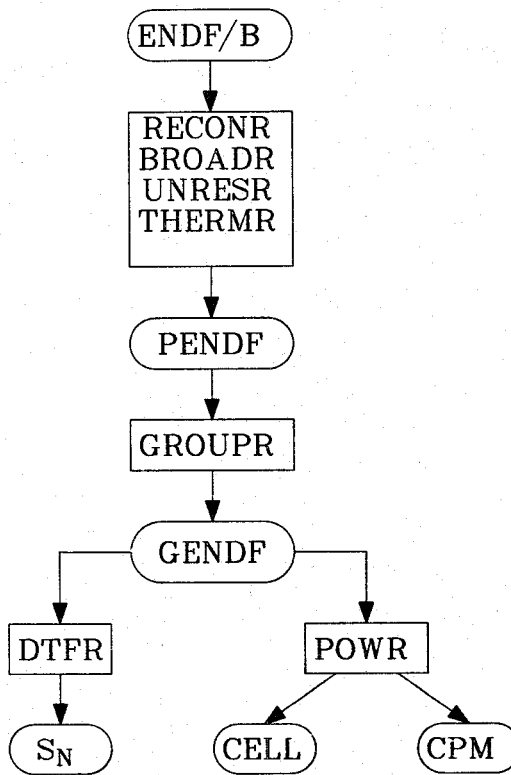 ENDF/B
RECONR
BROADR
UNRESR
THERMR
PENDF
GROUPR
GENDF
DTFR
POWR
SN
CELL
CPM